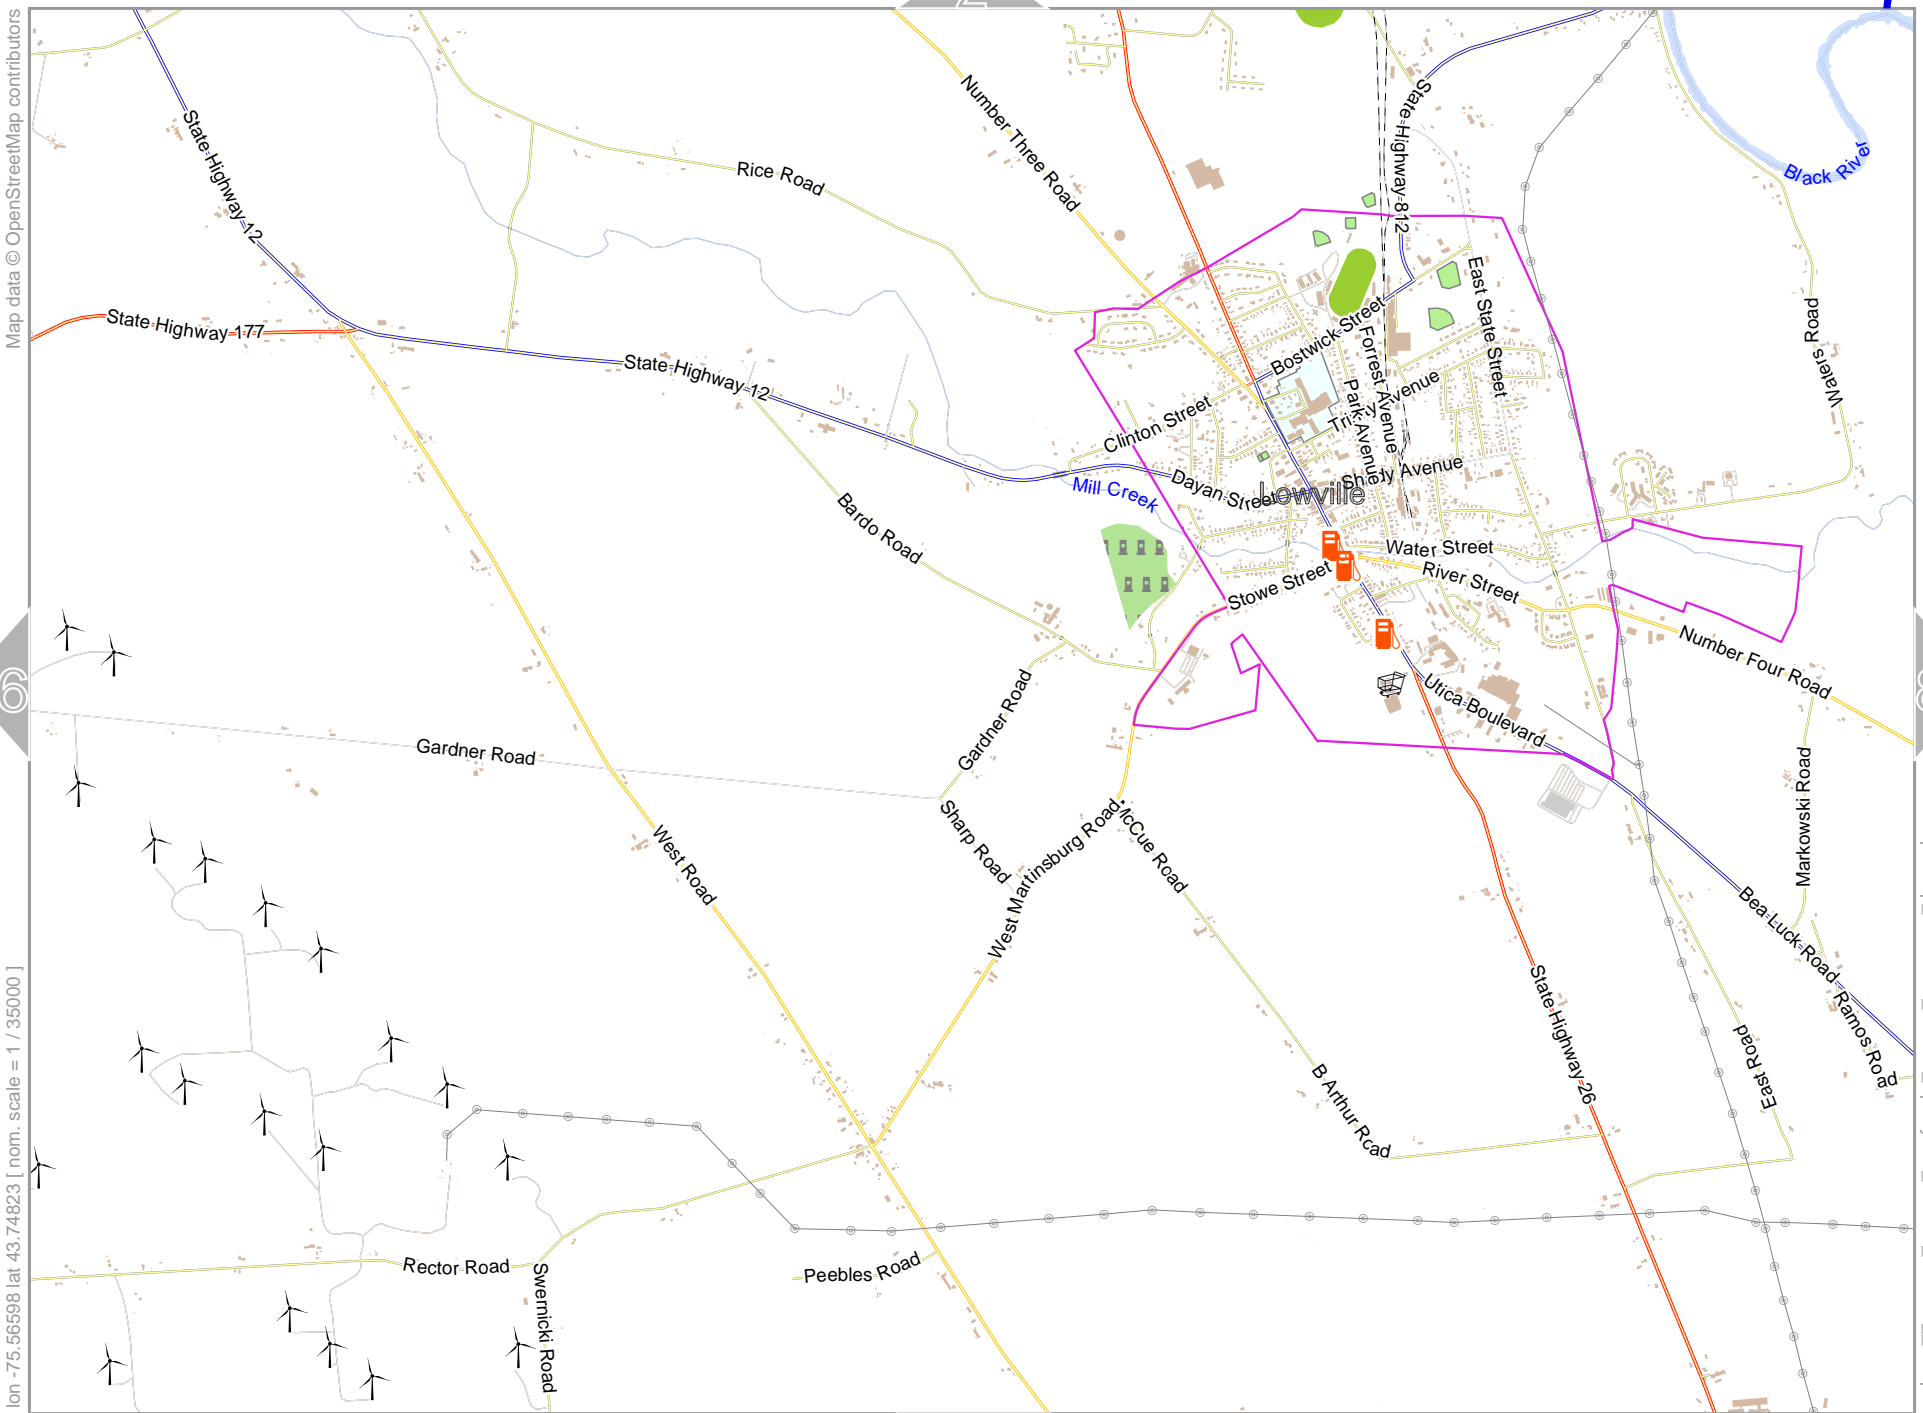 Map data © OpenStreetMap contributors
lon -75.56598 lat 43.74823 [ nom. scale = 1 / 35000 ]
6
State Highway 12
State Highway 177
Rice Road
Number Three Road
State Highway 812
Black River
Waters Road
State Highway 12
Bostwick Street
Forrest Avenue
Park Avenue
East State Street
Clinton Street
Dayan Street
Shady Avenue
Lowville
Mill Creek
Bardo Road
Water Street
River Street
Stowe Street
Number Four Road
Utica Boulevard
Gardner Road
Gardner Road
Sharp Road
West Martinsburg Road
McCue Road
West Road
Markowski Road
Bea Luck Road
Ramos Road
East Road
State Highway 26
B Arthur Road
Rector Road
Swernicki Road
Peebles Road